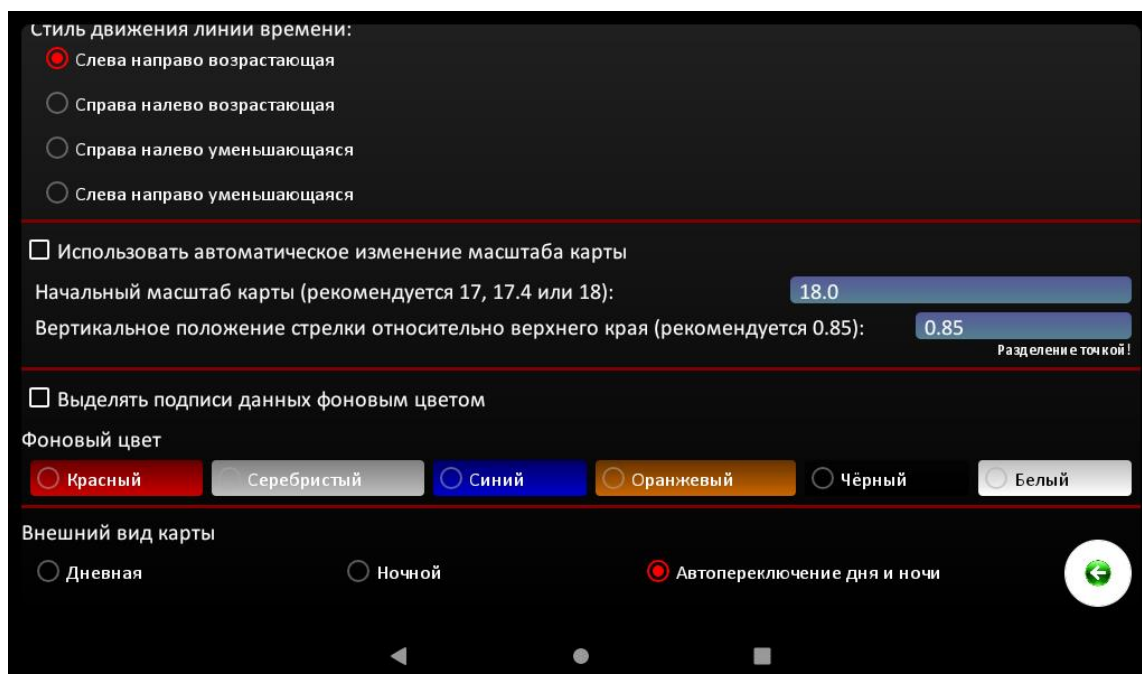 Стиль движения линии времени:
Слева направо возрастающая
Справа налево возрастающая
Справа налево уменьшающаяся
Слева направо уменьшающаяся
Использовать автоматическое изменение масштаба карты
Начальный масштаб карты (рекомендуется 17, 17.4 или 18): 18.0
Вертикальное положение стрелки относительно верхнего края (рекомендуется 0.85): 0.85
Разделение точкой!
Выделять подписи данных фоновым цветом
Фоновый цвет
Красный Серебристый Синий Оранжевый Чёрный Белый
Внешний вид карты
Дневная Ночной Автопереключение дня и ночи